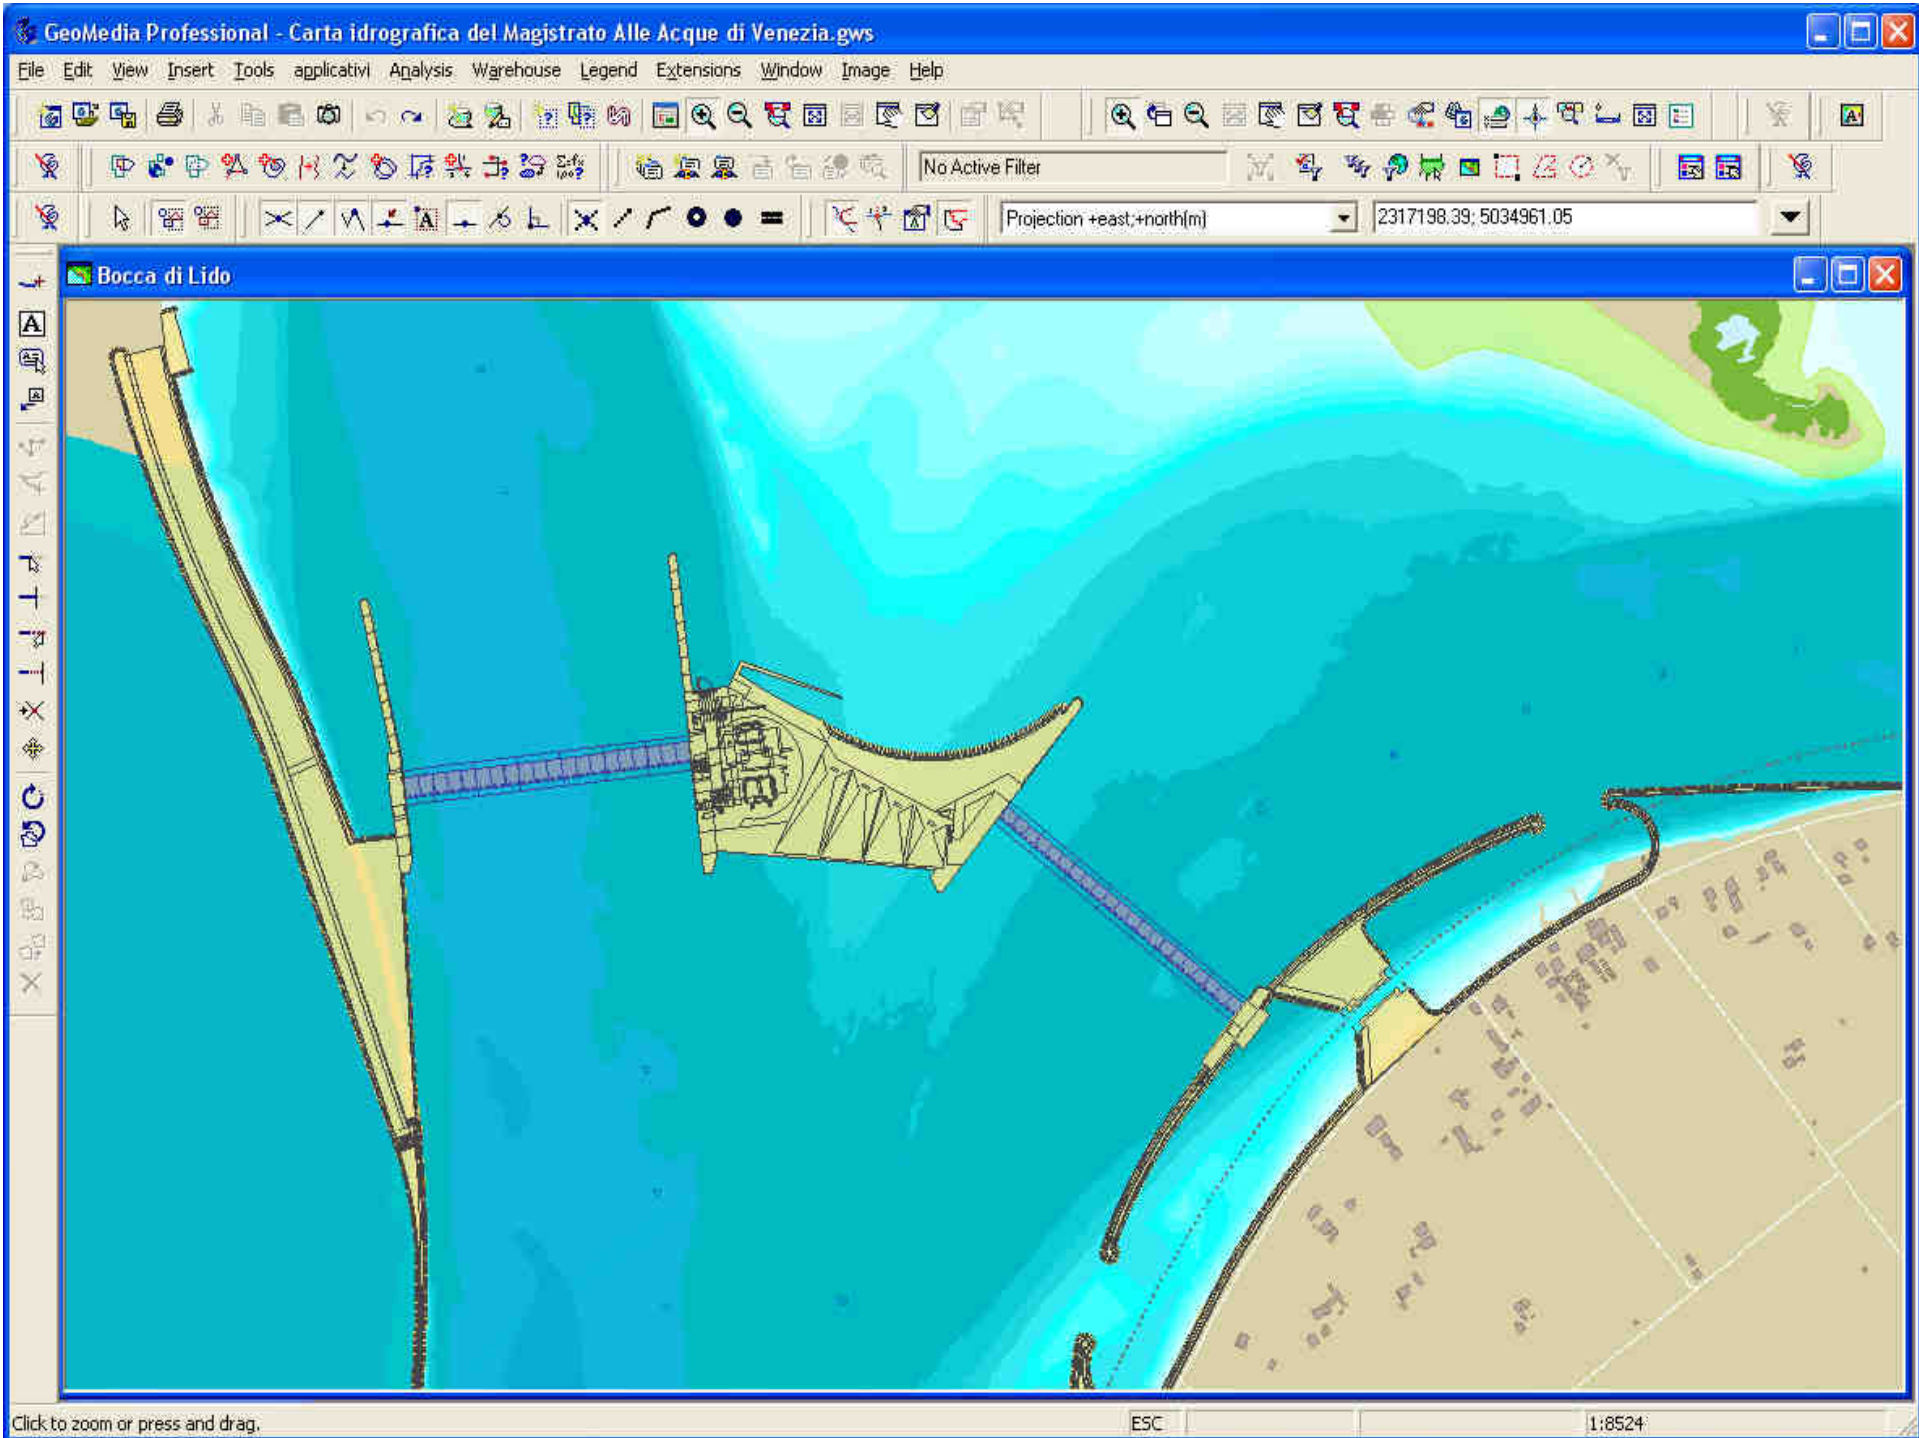 GeoMedia Professional - Carta idrografica del Magistrato Alle Acque di Venezia.gws
File Edit View Insert Tools applicativi Analysis Warehouse Legend Extensions Window Image Help
No Active Filter
Projection +east;+north(m) 2317198.39; 5034961.05
Bocca di Lido
Click to zoom or press and drag. ESC 1:8524